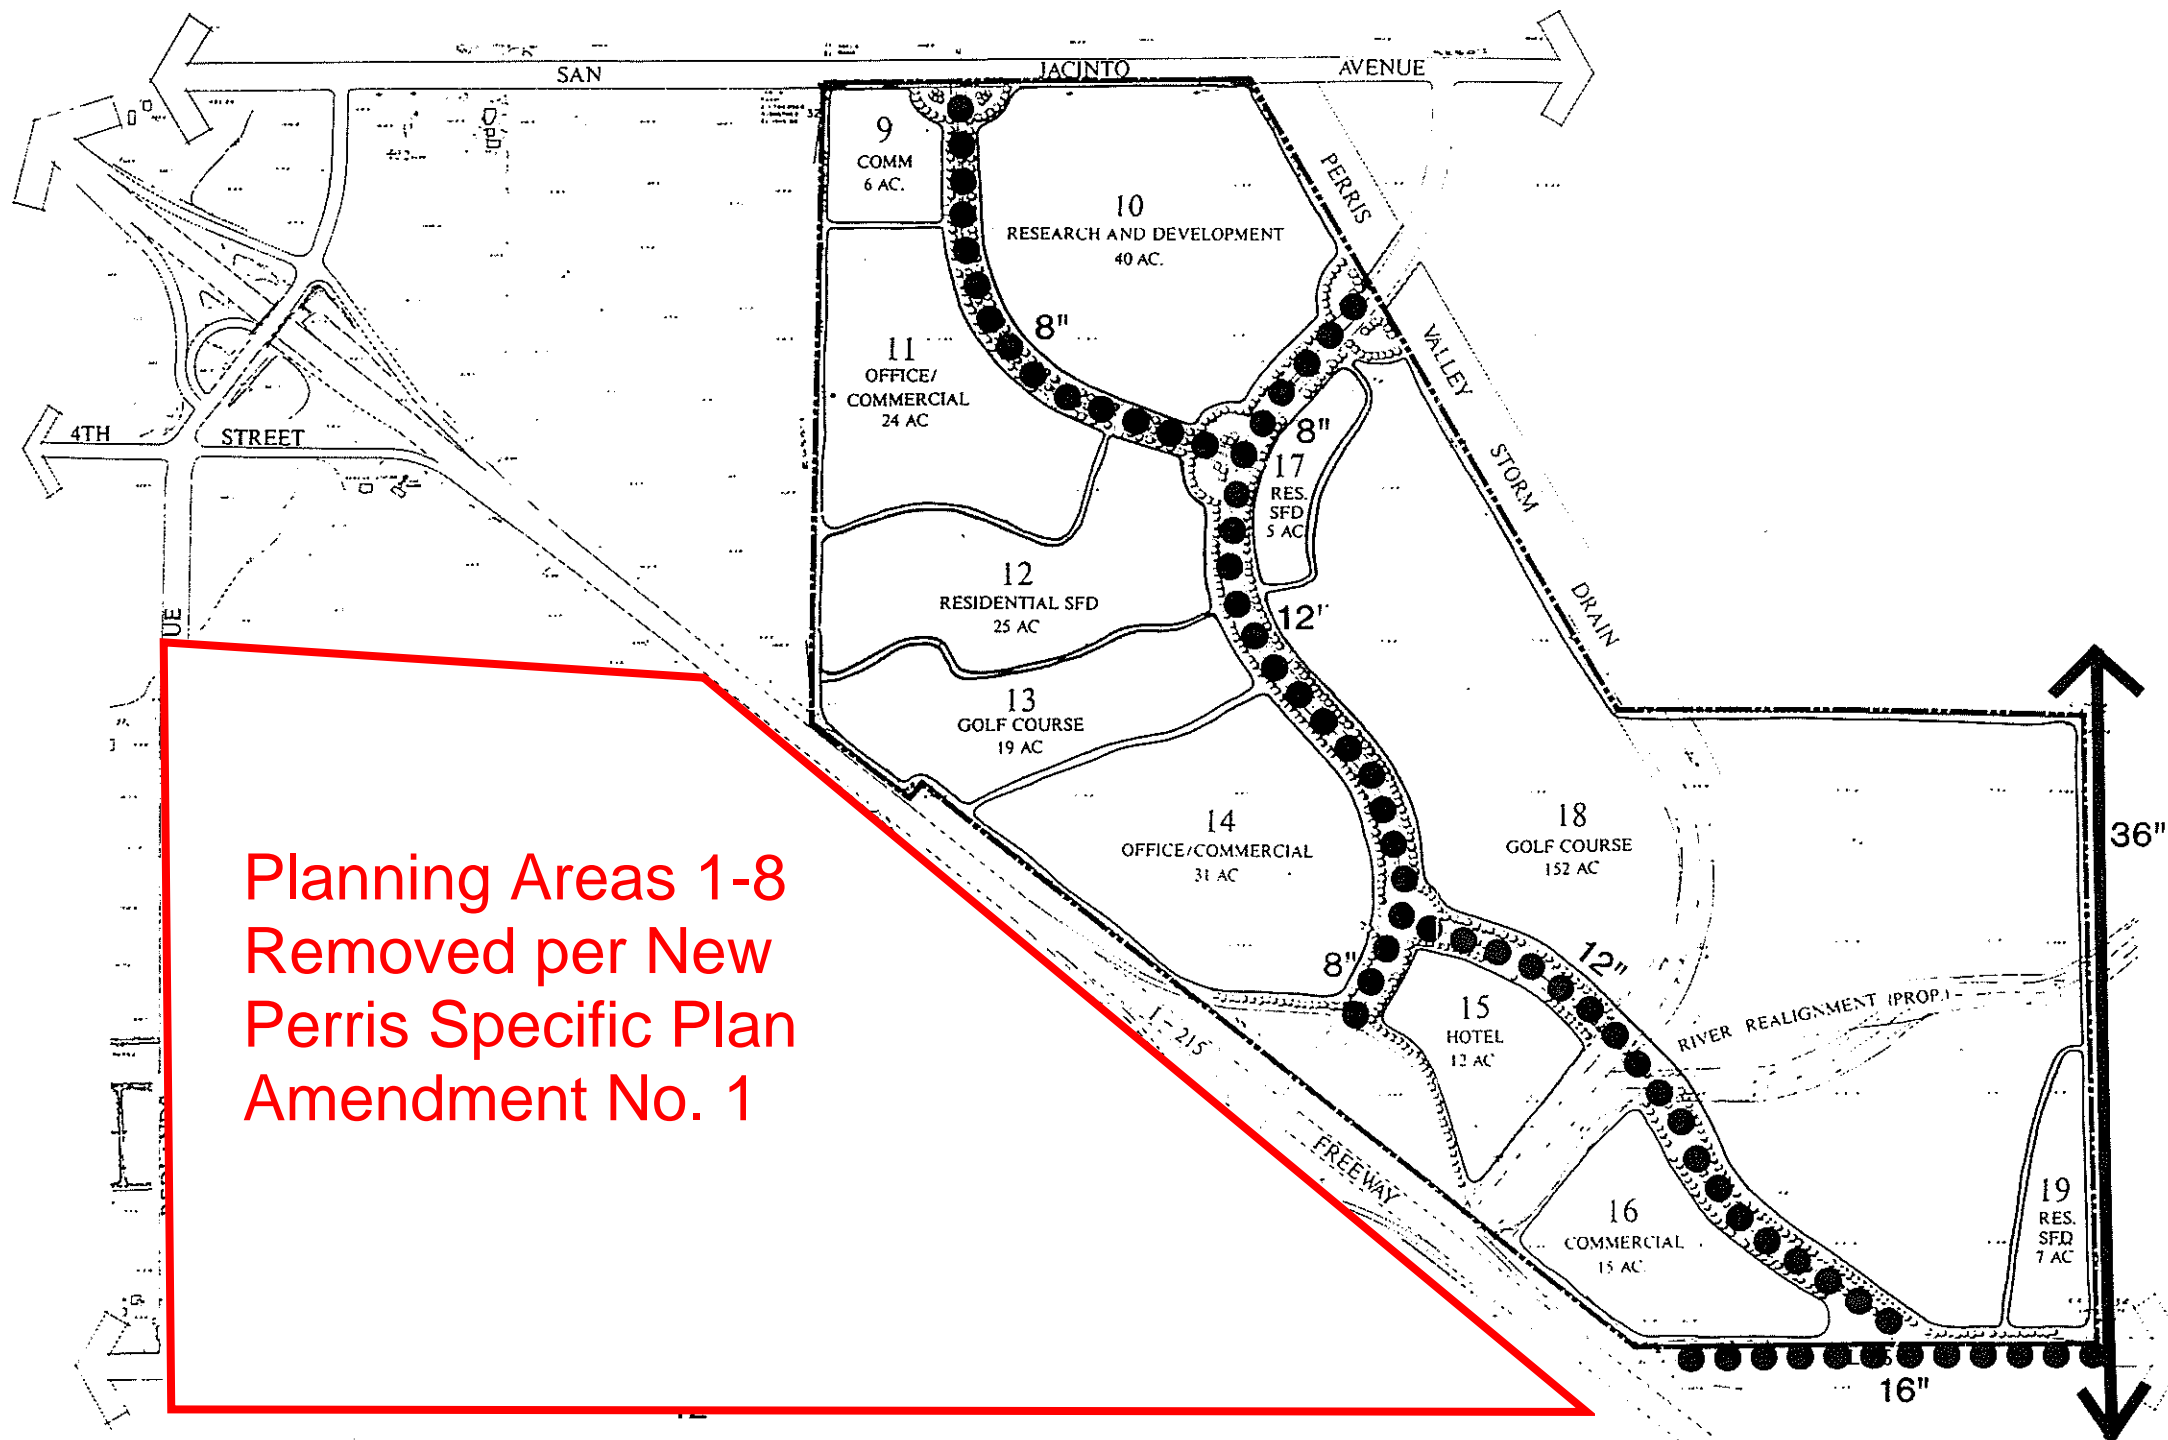 SAN JACINTO AVENUE
9
COMM
6 AC.
10
RESEARCH AND DEVELOPMENT
40 AC.
PERRIS VALLEY STORM DRAIN
8"
11
OFFICE/
COMMERCIAL
24 AC
4TH STREET
8"
17
RES.
SFD
5 AC
12
RESIDENTIAL SFD
25 AC
12"
UE
13
GOLF COURSE
19 AC
14
OFFICE/COMMERCIAL
31 AC
18
GOLF COURSE
152 AC
36"
Planning Areas 1-8
Removed per New
Perris Specific Plan
Amendment No. 1
8"
12"
15
HOTEL
12 AC
RIVER REALIGNMENT (PROP.)
I-215 FREEWAY
16
COMMERCIAL
15 AC.
19
RES.
SFD
7 AC
16"